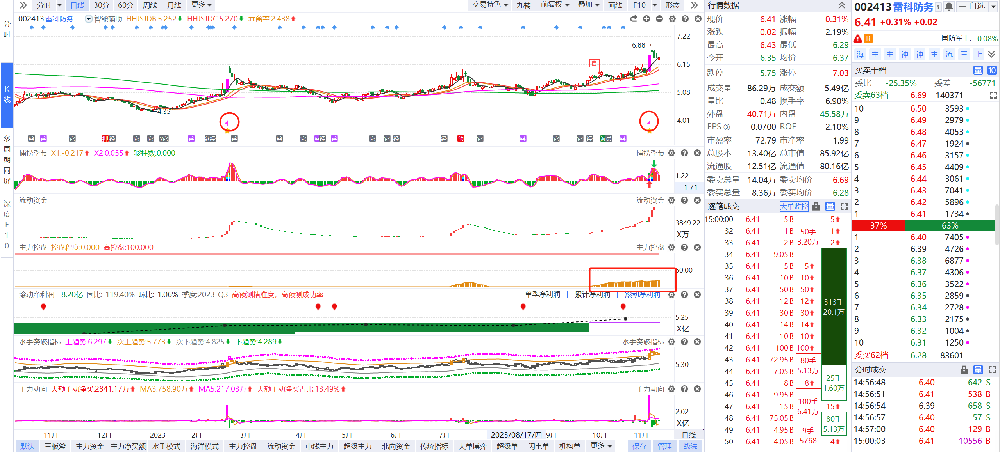 分时 日线 30分 60分 周线 月线 更多 交易特色 九转 前复权 叠加 画线 F10 形态
分时
K线
多周期同屏
深度F10
002413 雷科防务 智能辅助 HHJSJDB:5.252 HHJSJDC:5.270 乖离率:2.438
7.22
6.88
6.15
自
5.08
4.35
4.01
叠 叠 它 押 经 它 它 它 叠 经 叠 叠 它 经 叠 它 它 经 经 预 它 叠 它 它 经 减 员 叠
捕捞季节 X1:-0.217 X2:0.055 彩柱数:0.000 捕捞季节
1.22
-1.71
流动资金 流动资金
3849.22
X万
主力控盘 控盘程度:0.000 高控盘:100.000 主力控盘
50.00
滚动净利润 -8.20亿 同比:-119.40% 环比:-1.06% 季度:2023-Q3 高预测精准度，高预测成功率 单季净利润 累计净利润 滚动净利润
5.25
X亿
水手突破指标 上趋势:6.297 次上趋势:5.773 次下趋势:4.825 下趋势:4.289 水手突破指标
5.30
主力动向 大额主动净买:2841.17万 MA3:758.90万 MA5:217.03万 大额主动净买占比:13.49% 主力动向
2.02
X亿
11月 12月 2023 2月 3月 4月 5月 6月 7月 2023/08/17/四 9月 10月 11月 日线
默认 三板斧 主力资金 主力净买额 水手模式 海洋模式 主力控盘 流动资金 中线主力 超级主力 北向资金 传统指标 大单博弈 超级单 闪电单 机构单 更多 保存 管理 战法
行情数据
现价 6.41 涨幅 0.31%
涨跌 0.02 振幅 2.19%
最高 6.43 最低 6.29
今开 6.35 均价 6.37
跌停 5.75 涨停 7.03
成交量 86.29万 成交额 5.49亿
量比 0.48 换手率 6.90%
外盘 40.71万 内盘 45.58万
EPS③ 0.0700 ROE 2.10%
市盈率 72.79 市净率 1.99
总股本 13.40亿 总市值 85.92亿
流通股 12.51亿 流通值 80.16亿
委卖总量 14.04万 委卖均价 6.69
委买总量 8.36万 委买均价 6.28
逐笔成交 大单监控 量
15:00:00 6.41 5 B 5
32 6.41 1 B 1
33 6.41 2 B 2
34 6.41 9.05 B
35 6.41 5 B 5
36 6.41 10 B 10
37 6.41 50 B 50
38 6.41 12 B 12
39 6.41 30 B 30
40 6.41 14 B 14
41 6.41 10 B 10
42 6.41 100 B 100
43 6.41 72.95 B
44 6.41 7.05 B
45 6.41 8 B 8
46 6.41 9.95 B
47 6.41 15 B 15
48 6.41 75.05 B
49 6.41 4.95 B
50 6.41 4.05 B 4
50手
3.20万
80手
5.13万
100手
6.41万
9手
5768
313手
20.1万
25手
1.60万
80手
5.13万
002413 雷科防务 自选
6.41 +0.31% +0.02
R 国防军工: -0.08%
海 主 主 神 神 主 流 三 上
买卖十档 量 10
委比 -25.35% 委差 -56771
委卖63档 6.69 140371
10 6.50 3593
9 6.49 2979
8 6.48 4053
7 6.47 1924
6 6.46 3157
5 6.45 4409
4 6.44 3061
3 6.43 7041
2 6.42 5896
1 6.41 1734
37% 63%
1 6.40 7405
2 6.39 4726
3 6.38 6877
4 6.37 4306
5 6.36 3522
6 6.35 2859
7 6.34 2728
8 6.33 2175
9 6.32 1004
10 6.31 1250
委买62档 6.28 83601
分时成交 量
14:56:48 6.40 642 S
14:56:51 6.41 538 B
14:56:54 6.39 658 S
14:56:57 6.40 57 S
14:57:00 6.40 129 B
15:00:03 6.41 10556 B